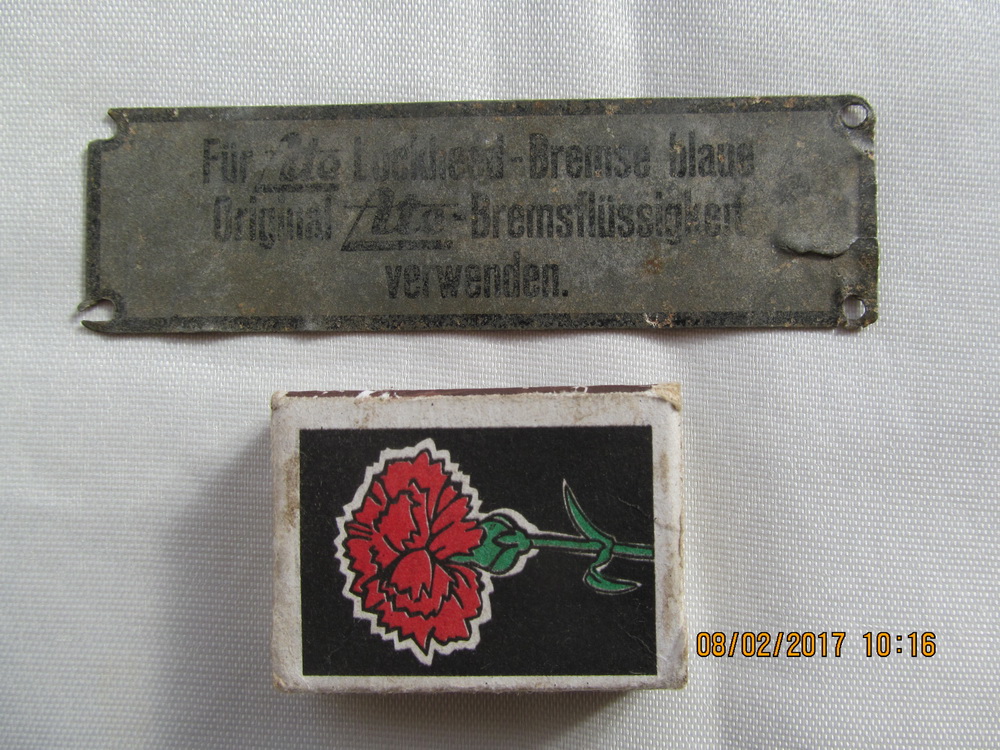 Für Ate Lockheed-Bremse blaue
Original Ate-Bremsflüssigkeit
verwenden.
08/02/2017 10:16